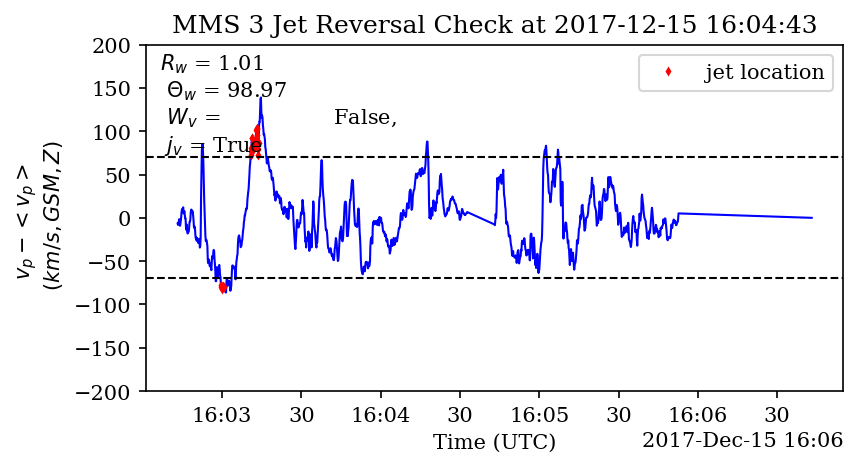 MMS 3 Jet Reversal Check at 2017-12-15 16:04:43
R_w = 1.01
Θ_w = 98.97
W_v = False,
j_v = True
jet location
v_p − < v_p >
(km/s, GSM, Z)
200
150
100
50
0
−50
−100
−150
−200
16:03 30 16:04 30 16:05 30 16:06 30
Time (UTC) 2017-Dec-15 16:06